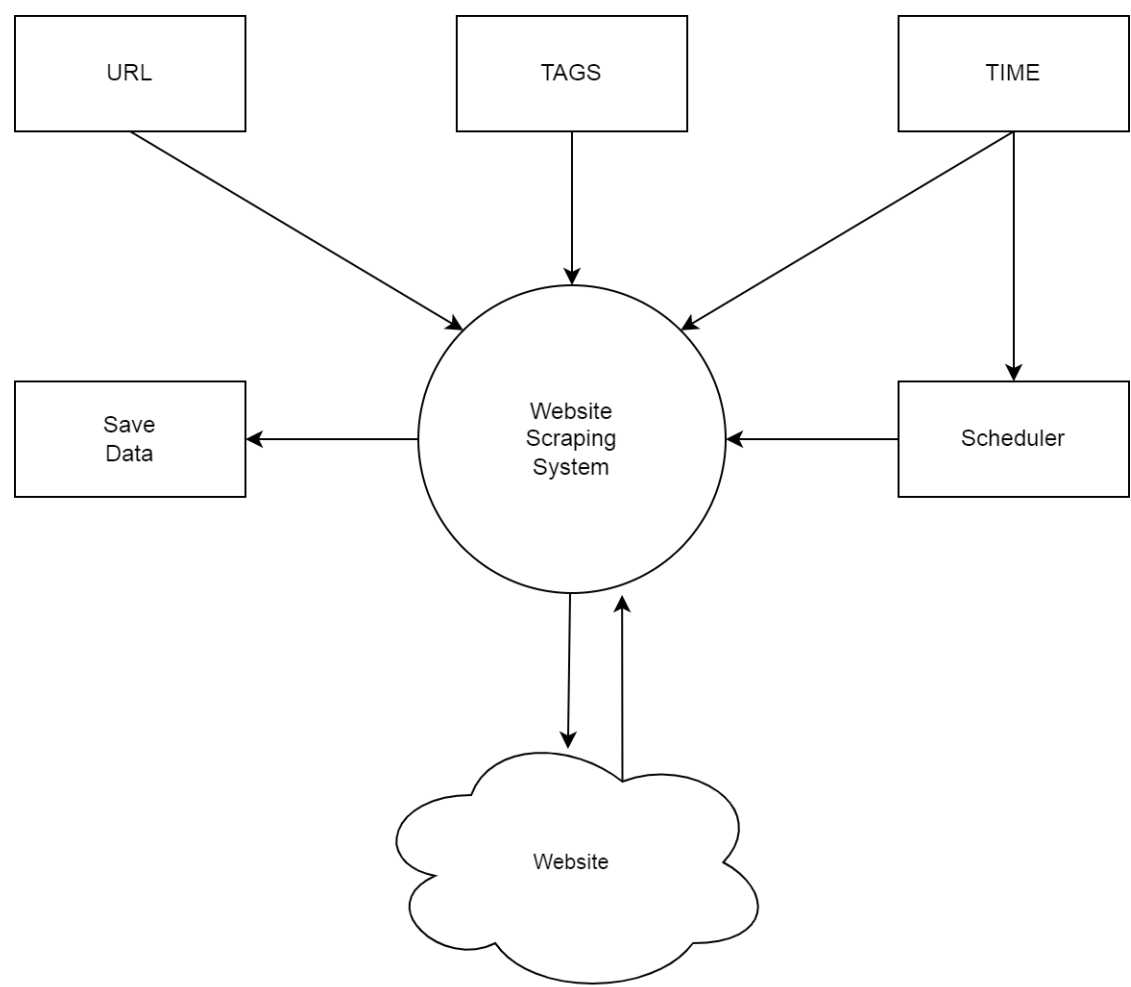 URL
TAGS
TIME
Save
Data
Website
Scraping
System
Scheduler
Website